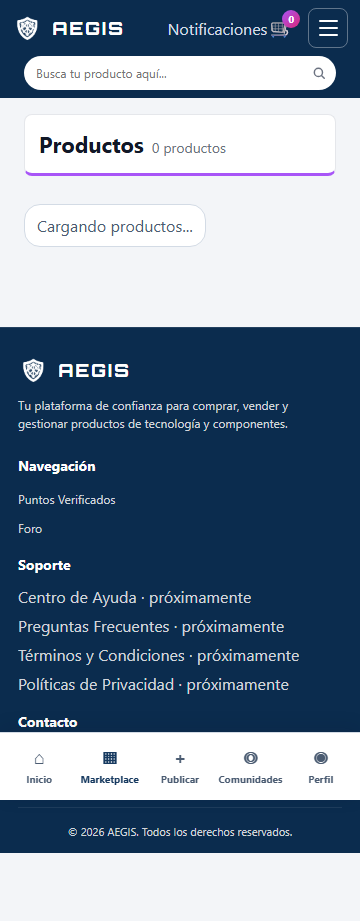 AEGIS
Notificaciones
0
Busca tu producto aquí...
Productos 0 productos
Cargando productos...
AEGIS
Tu plataforma de confianza para comprar, vender y
gestionar productos de tecnología y componentes.
Navegación
Puntos Verificados
Foro
Soporte
Centro de Ayuda · próximamente
Preguntas Frecuentes · próximamente
Términos y Condiciones · próximamente
Políticas de Privacidad · próximamente
Contacto
Inicio Marketplace Publicar Comunidades Perfil
© 2026 AEGIS. Todos los derechos reservados.